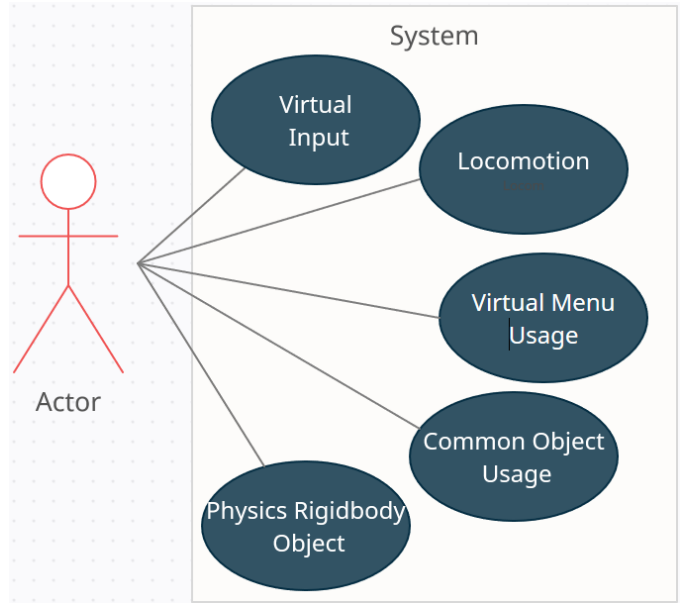 System
Virtual
Input
Locomotion
Virtual Menu
Usage
Actor
Common Object
Usage
Physics Rigidbody
Object